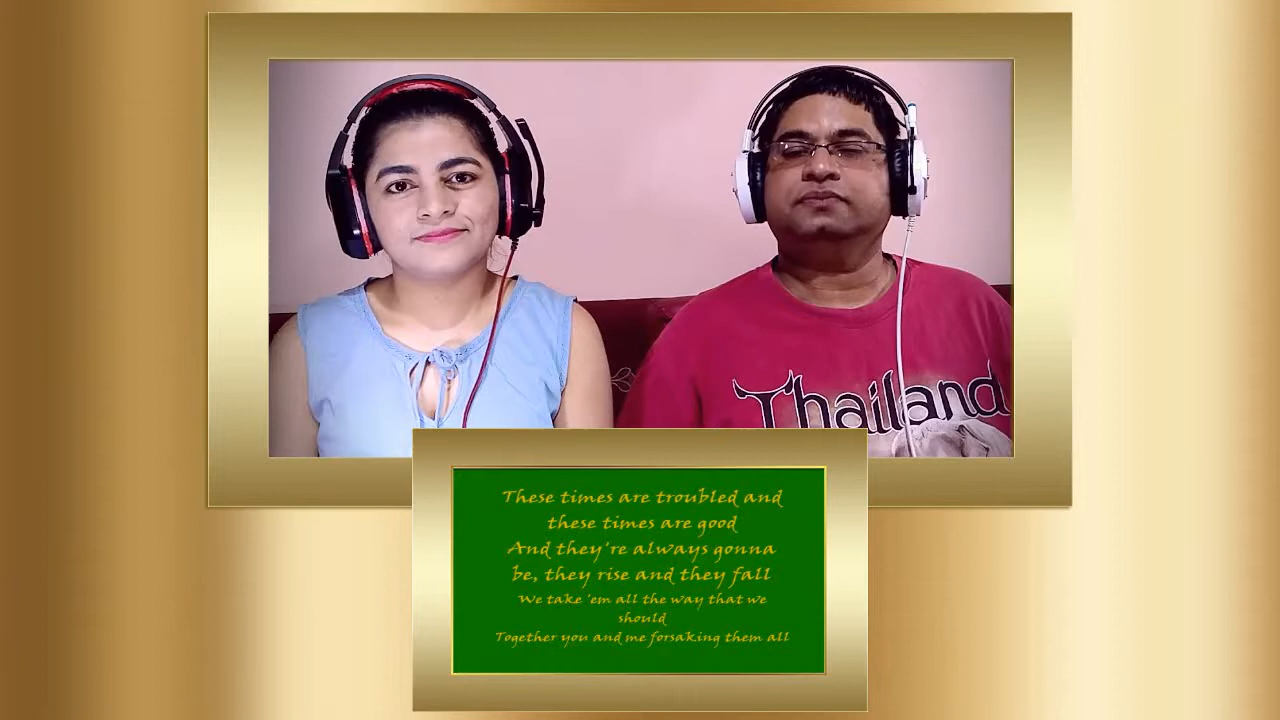 Thailand
These times are troubled and
these times are good
And they're always gonna
be, they rise and they fall
We take 'em all the way that we
should
Together you and me forsaking them all